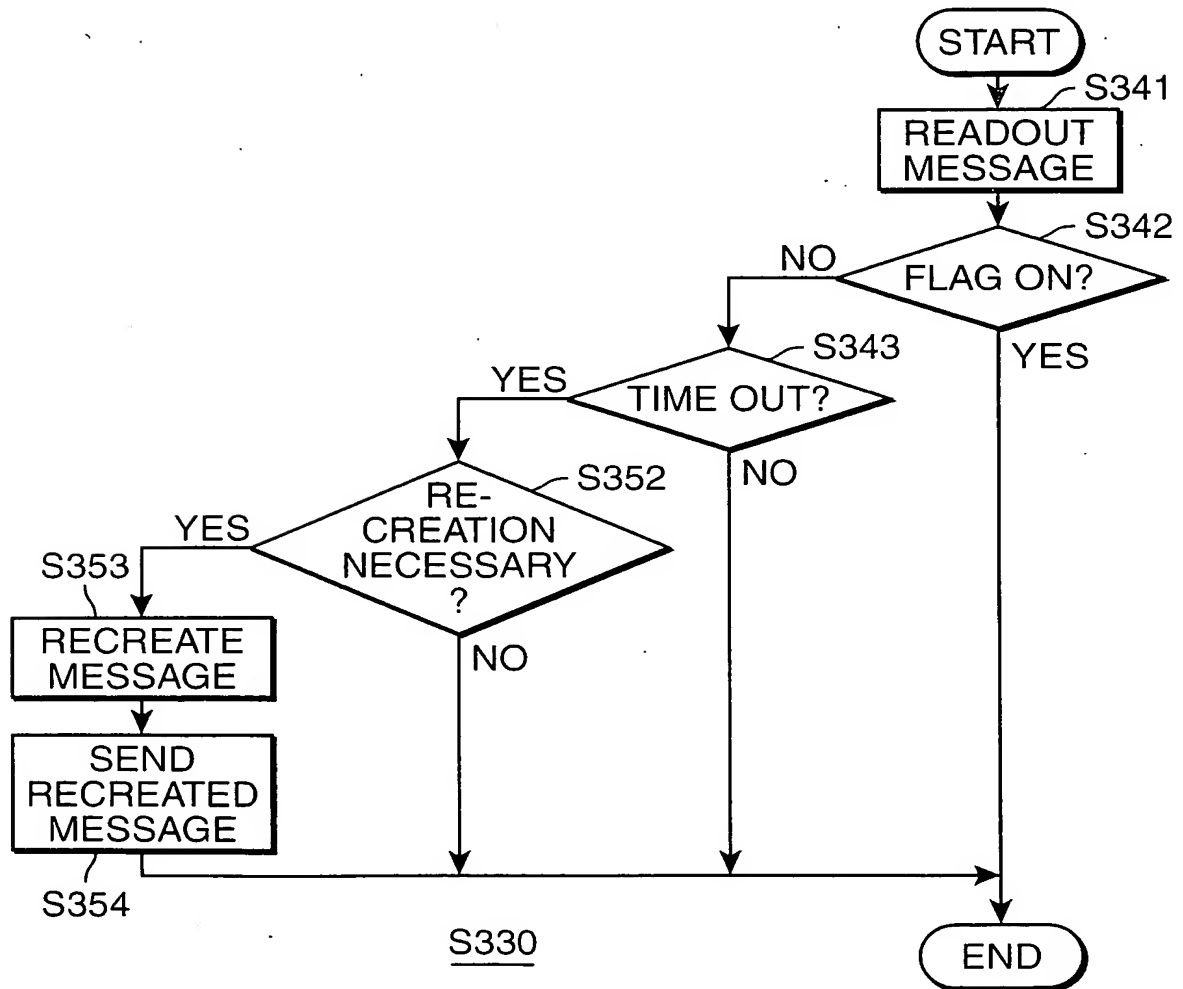 START
S341
READOUT
MESSAGE
S342
NO
FLAG ON?
YES
S343
YES
TIME OUT?
NO
S352
YES
RE-
CREATION
NECESSARY
?
NO
S353
RECREATE
MESSAGE
SEND
RECREATED
MESSAGE
S354
S330
END